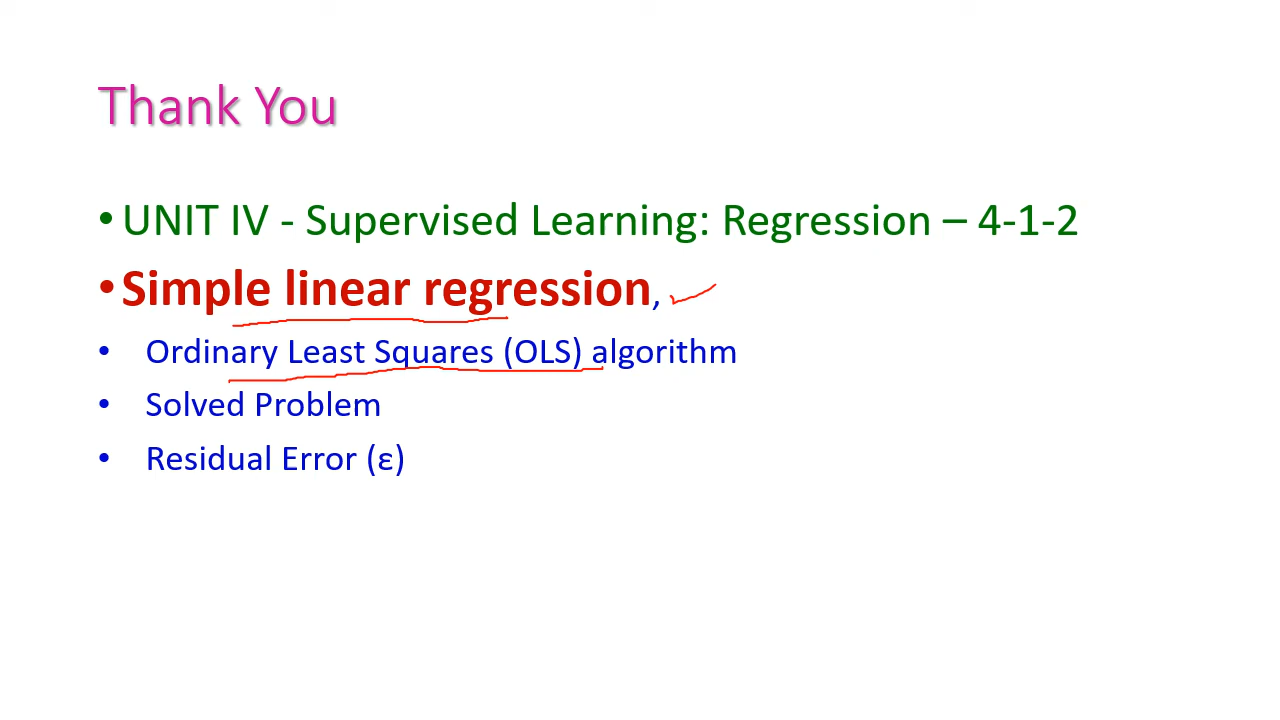 Thank You
• UNIT IV - Supervised Learning: Regression – 4-1-2
• Simple linear regression,
• Ordinary Least Squares (OLS) algorithm
• Solved Problem
• Residual Error (ε)